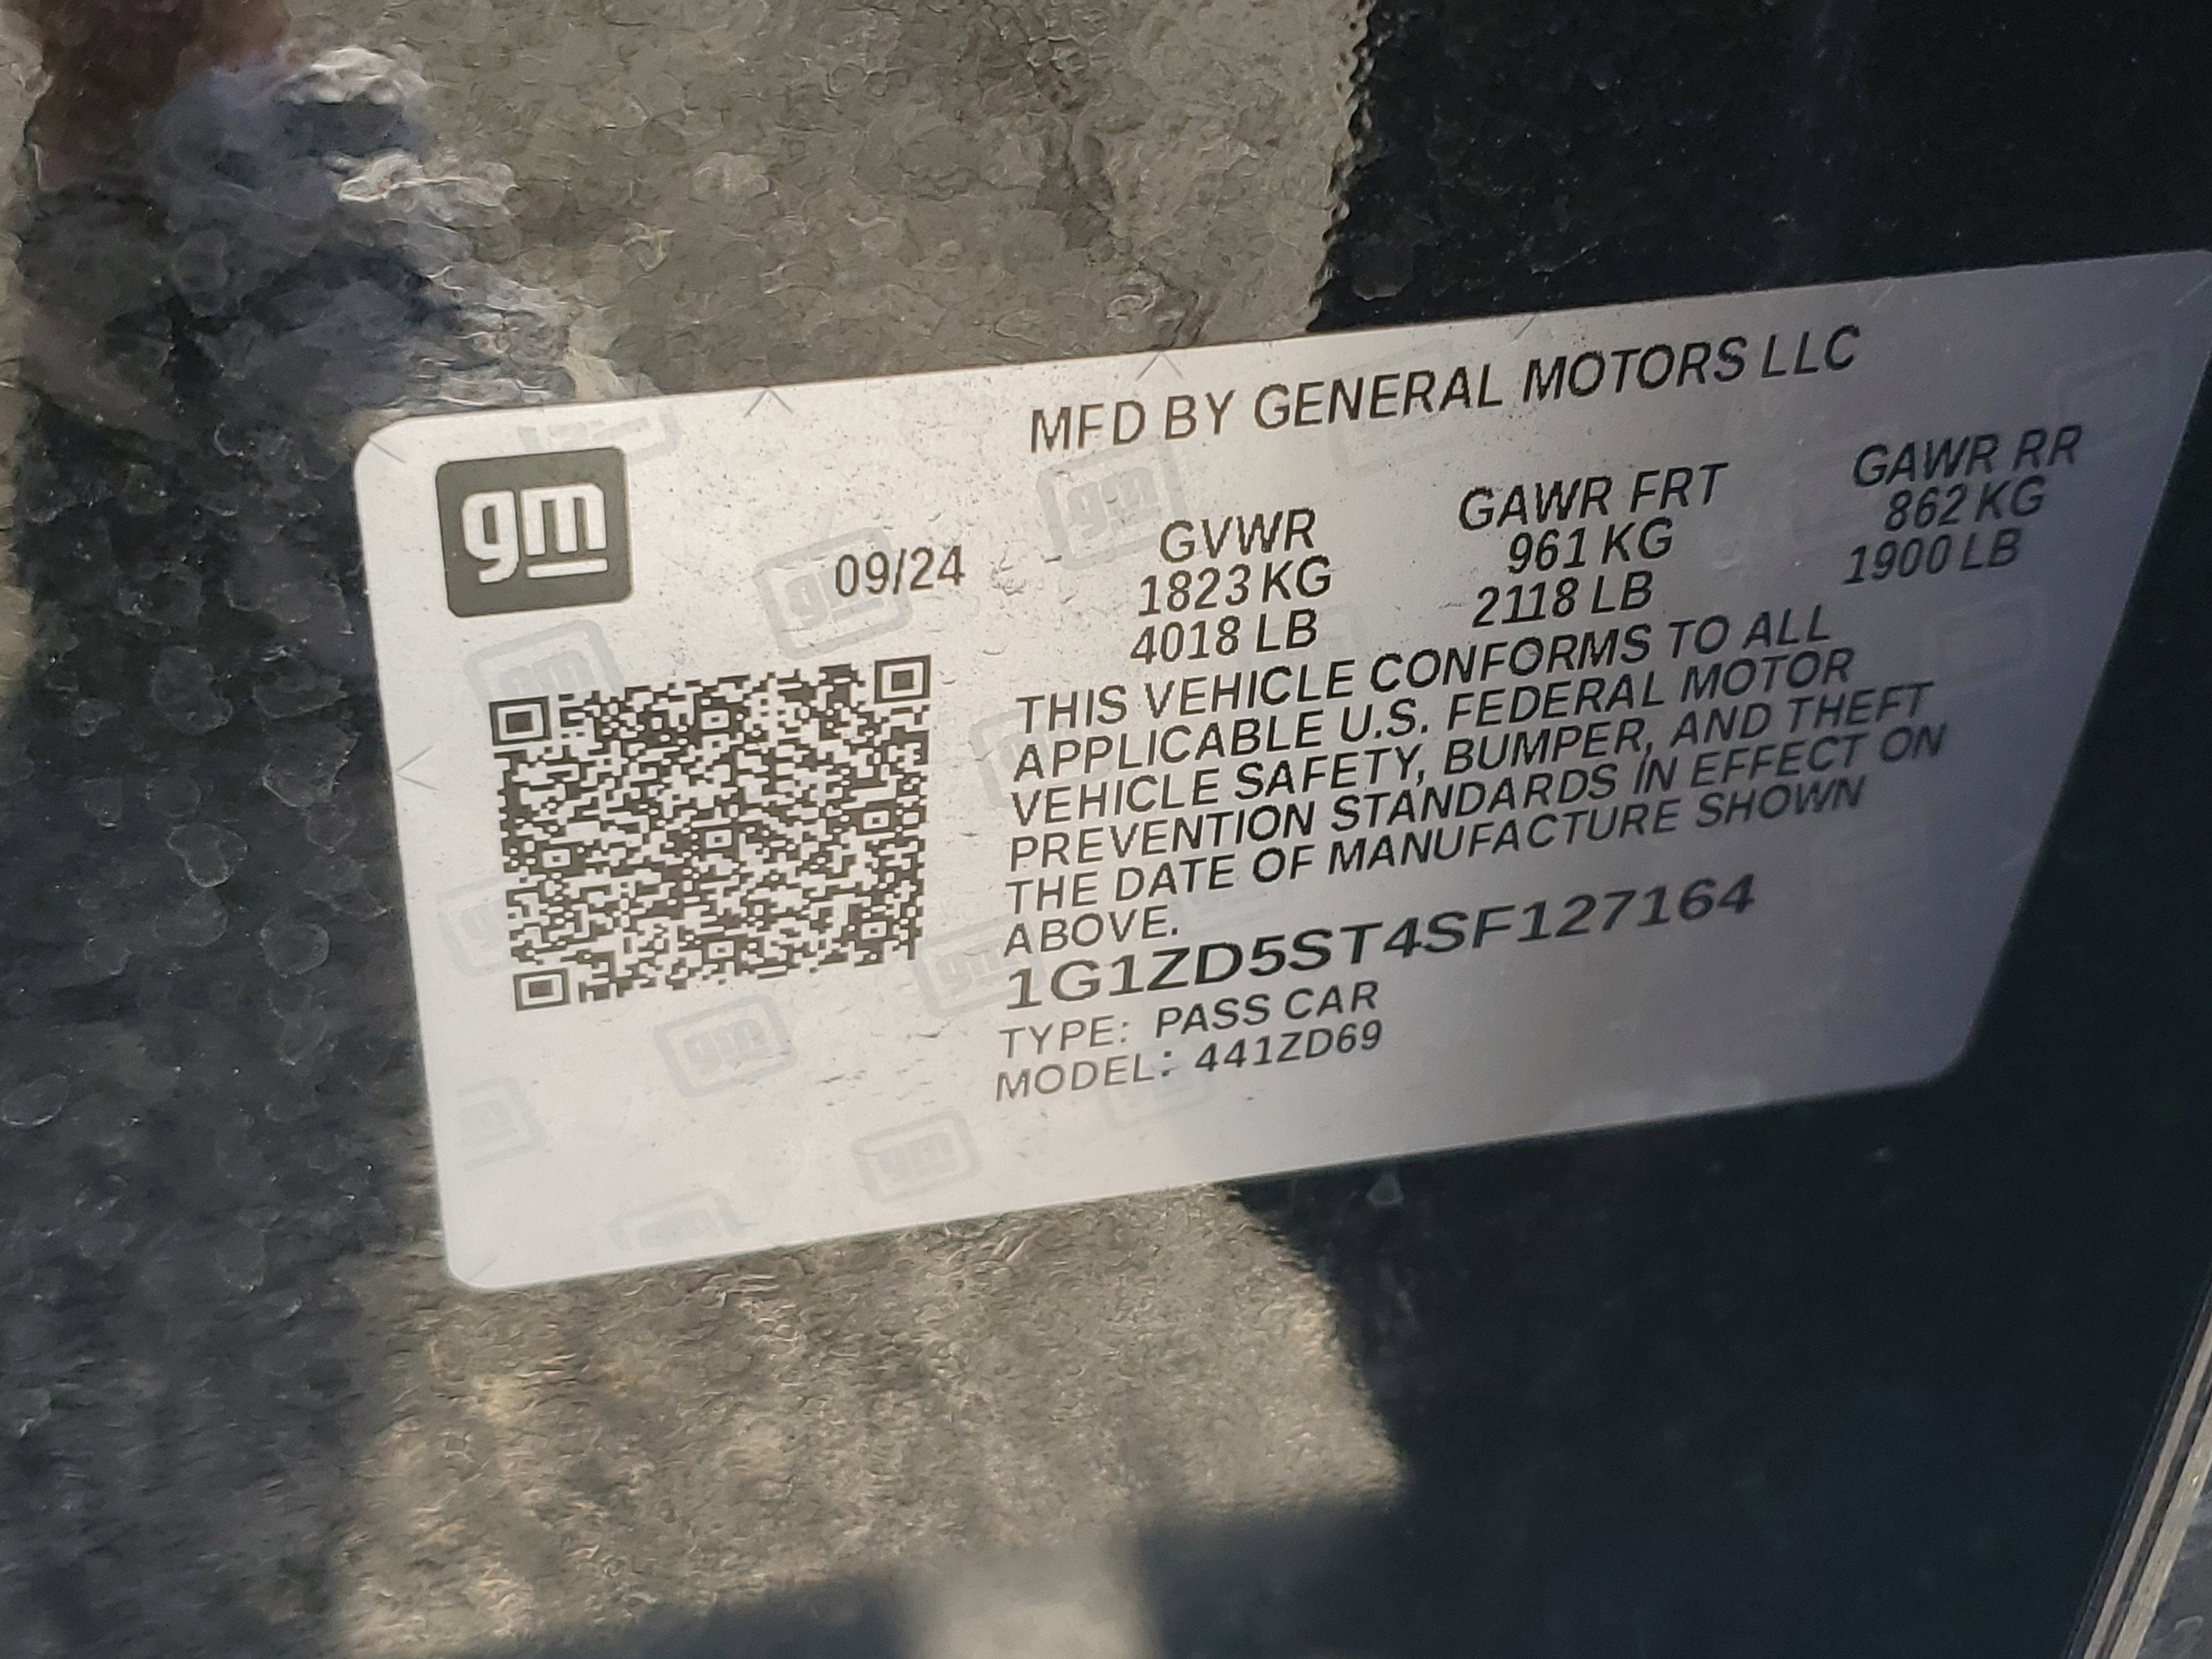 MFD BY GENERAL MOTORS LLC
gm
09/24
GVWR GAWR FRT GAWR RR
1823 KG 961 KG 862 KG
4018 LB 2118 LB 1900 LB
THIS VEHICLE CONFORMS TO ALL
APPLICABLE U.S. FEDERAL MOTOR
VEHICLE SAFETY, BUMPER, AND THEFT
PREVENTION STANDARDS IN EFFECT ON
THE DATE OF MANUFACTURE SHOWN
ABOVE.
1G1ZD5ST4SF127164
TYPE: PASS CAR
MODEL: 441ZD69